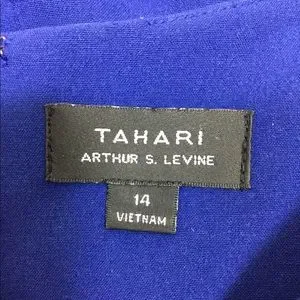 TAHARI
ARTHUR S. LEVINE
14
VIETNAM